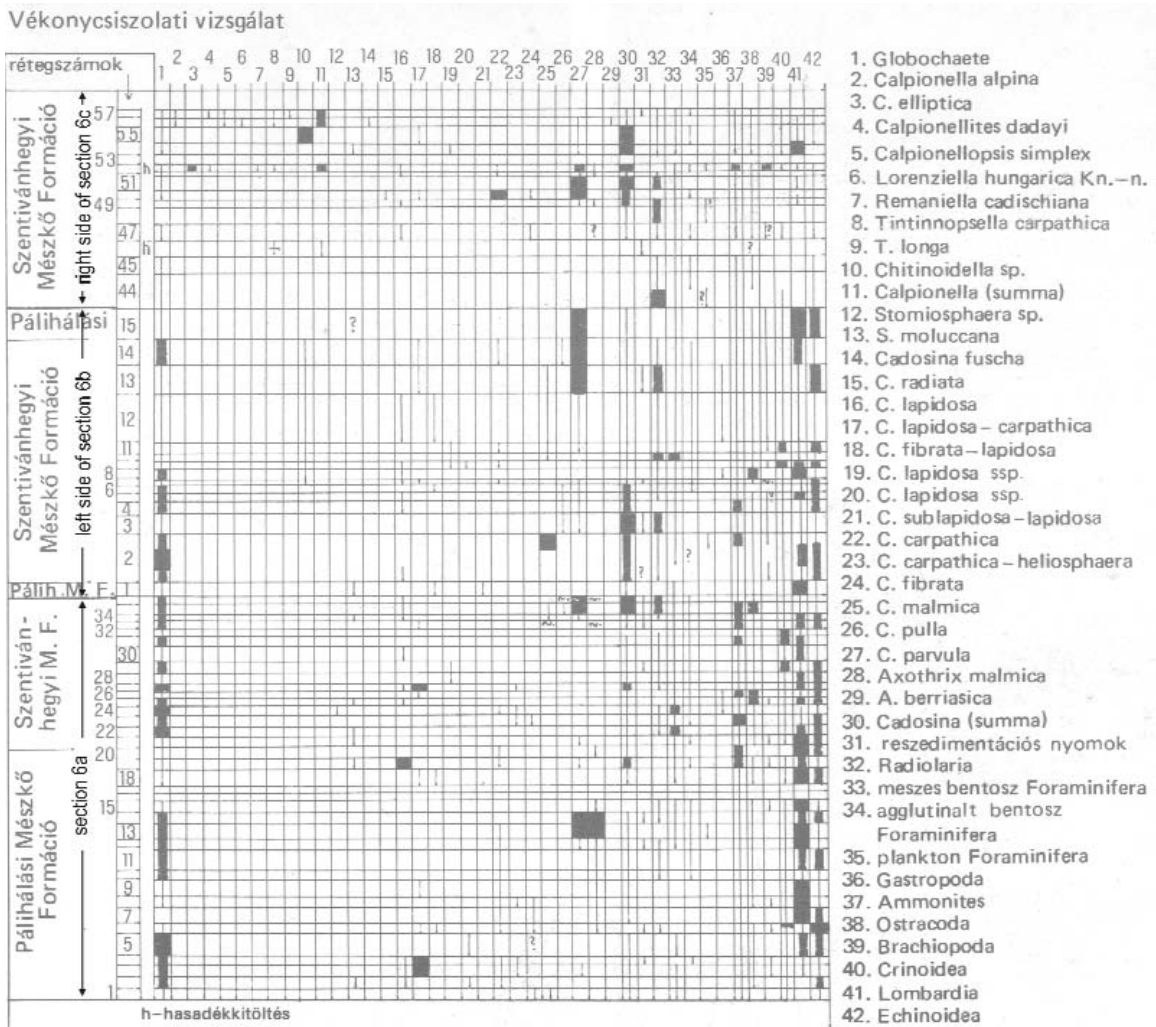 Vékonycsiszolati vizsgálat
rétegszámok
2 4 6 8 10 12 14 16 18 20 22 24 26 28 30 32 34 36 38 40 42
1 3 5 7 9 11 13 15 17 19 21 23 25 27 29 31 33 35 37 39 41
Szentivánhegyi
Mészkő Formáció
right side of section 6c
57
55
53
h
51
49
47
h
45
44
Pálihálási
15
Szentivánhegyi
Mészkő Formáció
left side of section 6b
14
13
12
11
8
6
4
3
2
Pálih. M. F.
1
Szentiván-
hegyi M. F.
34
32
30
28
26
24
22
Pálihálási Mészkő
Formáció
section 6a
20
18
15
13
11
9
7
5
1
h–hasadékkitöltés
1. Globochaete
2. Calpionella alpina
3. C. elliptica
4. Calpionellites dadayi
5. Calpionellopsis simplex
6. Lorenziella hungarica Kn.–n.
7. Remaniella cadischiana
8. Tintinnopsella carpathica
9. T. longa
10. Chitinoidella sp.
11. Calpionella (summa)
12. Stomiosphaera sp.
13. S. moluccana
14. Cadosina fuscha
15. C. radiata
16. C. lapidosa
17. C. lapidosa – carpathica
18. C. fibrata–lapidosa
19. C. lapidosa ssp.
20. C. lapidosa ssp.
21. C. sublapidosa–lapidosa
22. C. carpathica
23. C. carpathica – heliosphaera
24. C. fibrata
25. C. malmica
26. C. pulla
27. C. parvula
28. Axothrix malmica
29. A. berriasica
30. Cadosina (summa)
31. reszedimentációs nyomok
32. Radiolaria
33. meszes bentosz Foraminifera
34. agglutinalt bentosz
Foraminifera
35. plankton Foraminifera
36. Gastropoda
37. Ammonites
38. Ostracoda
39. Brachiopoda
40. Crinoidea
41. Lombardia
42. Echinoidea